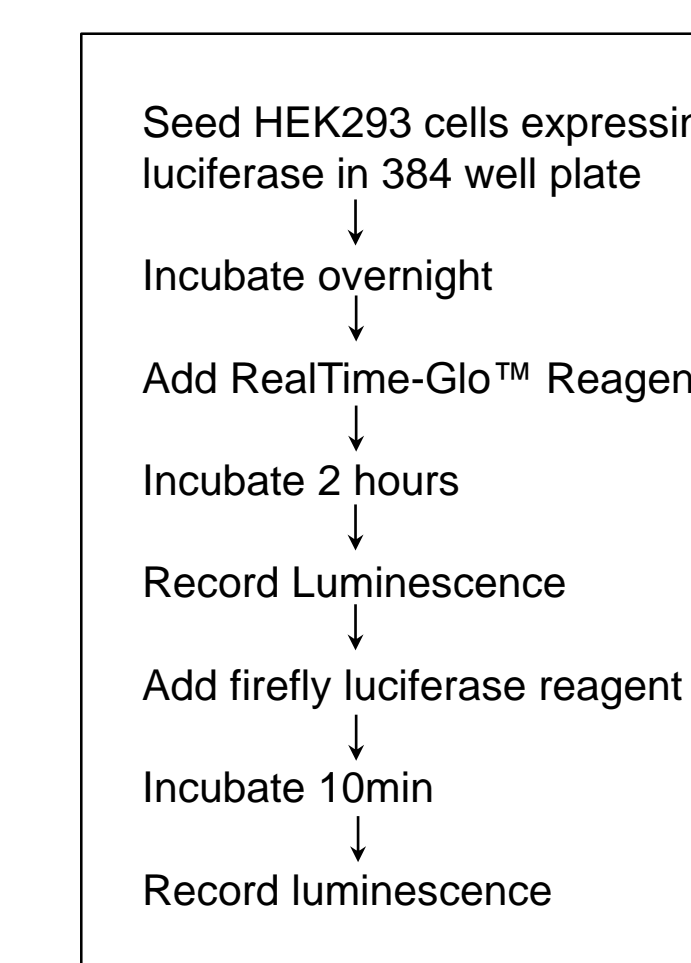 Seed HEK293 cells expressin
luciferase in 384 well plate
Incubate overnight
Add RealTime-Glo™ Reagen
Incubate 2 hours
Record Luminescence
Add firefly luciferase reagent
Incubate 10min
Record luminescence